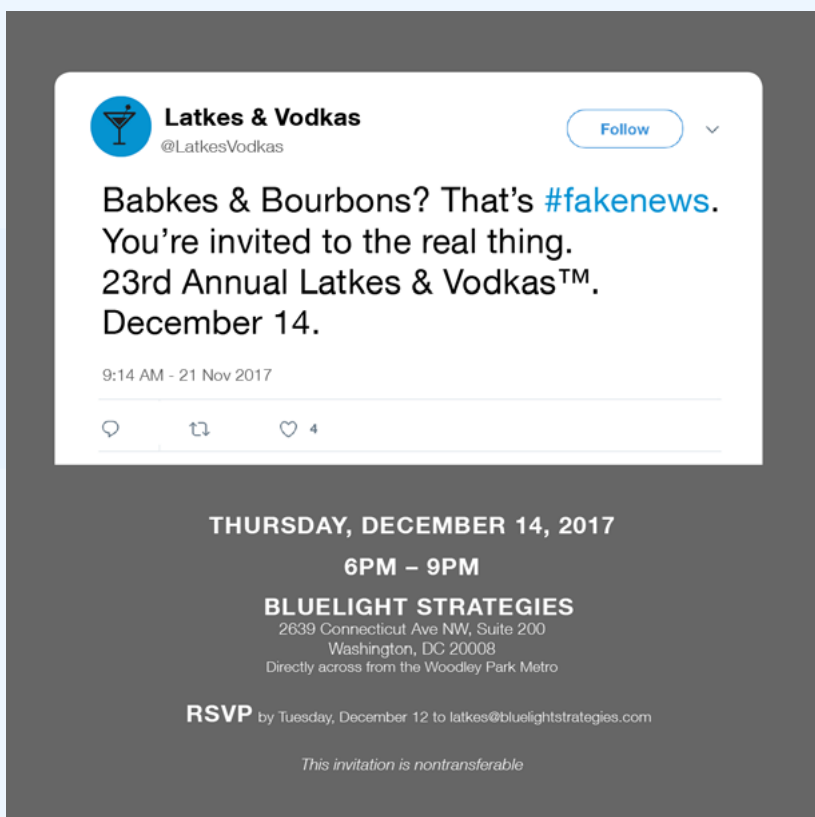 Latkes & Vodkas
@LatkesVodkas
Follow
Babkes & Bourbons? That's #fakenews.
You're invited to the real thing.
23rd Annual Latkes & Vodkas™.
December 14.
9:14 AM - 21 Nov 2017
4
THURSDAY, DECEMBER 14, 2017
6PM – 9PM
BLUELIGHT STRATEGIES
2639 Connecticut Ave NW, Suite 200
Washington, DC 20008
Directly across from the Woodley Park Metro
RSVP by Tuesday, December 12 to latkes@bluelightstrategies.com
This invitation is nontransferable